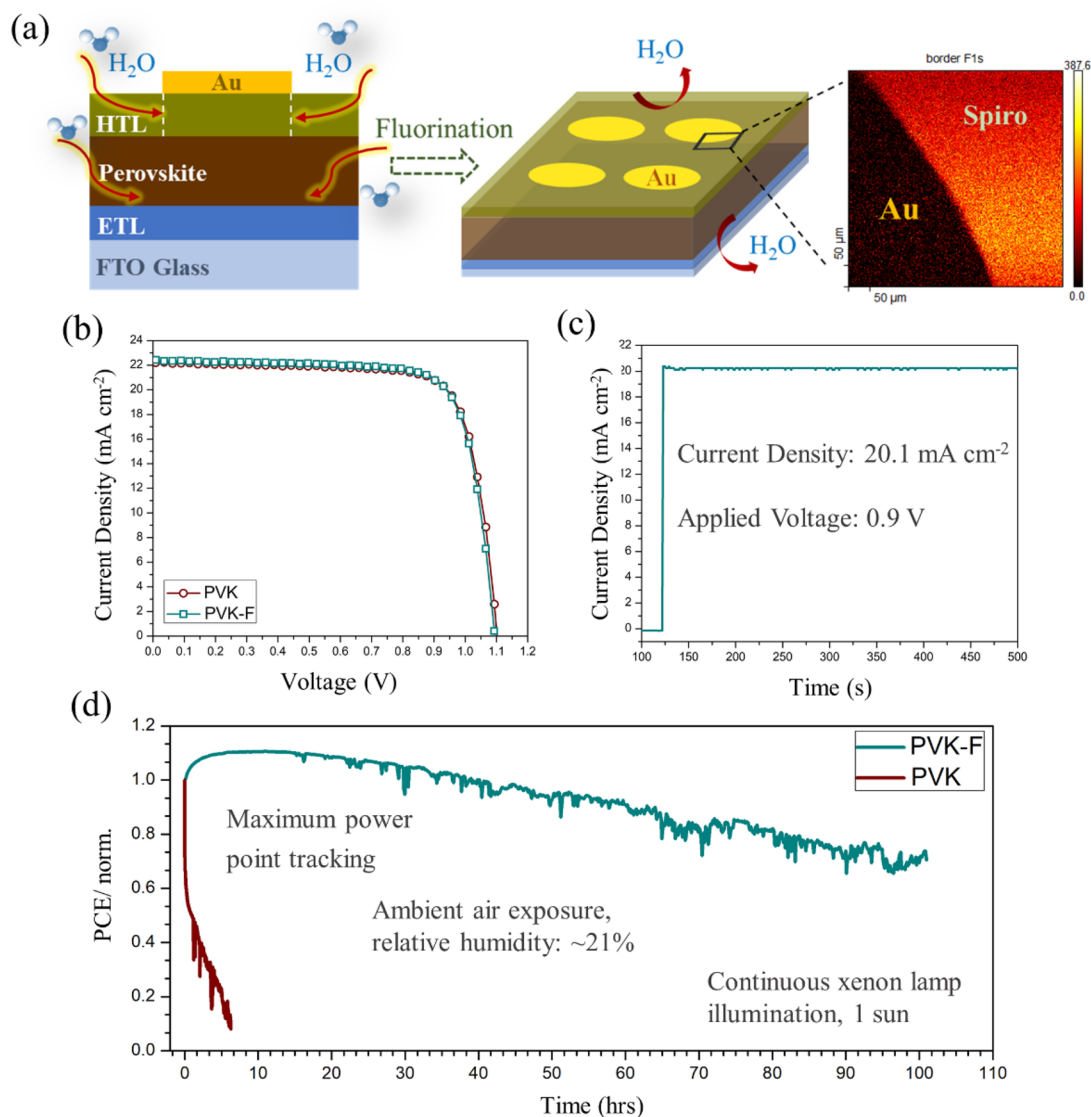 (a)
H2O
H2O
Au
HTL
Perovskite
ETL
FTO Glass
Fluorination
H2O
Au
H2O
border F1s
387.6
Spiro
Au
50 µm
50 µm
0.0
(b)
24
22
20
18
16
14
12
10
8
6
4
2
0
Current Density (mA cm-2)
PVK
PVK-F
0.0 0.1 0.2 0.3 0.4 0.5 0.6 0.7 0.8 0.9 1.0 1.1 1.2
Voltage (V)
(c)
22
20
18
16
14
12
10
8
6
4
2
0
Current Density (mA cm-2)
Current Density: 20.1 mA cm-2
Applied Voltage: 0.9 V
100 150 200 250 300 350 400 450 500
Time (s)
(d)
1.2
1.0
0.8
0.6
0.4
0.2
0.0
PCE/ norm.
PVK-F
PVK
Maximum power
point tracking
Ambient air exposure,
relative humidity: ~21%
Continuous xenon lamp
illumination, 1 sun
0 10 20 30 40 50 60 70 80 90 100 110
Time (hrs)